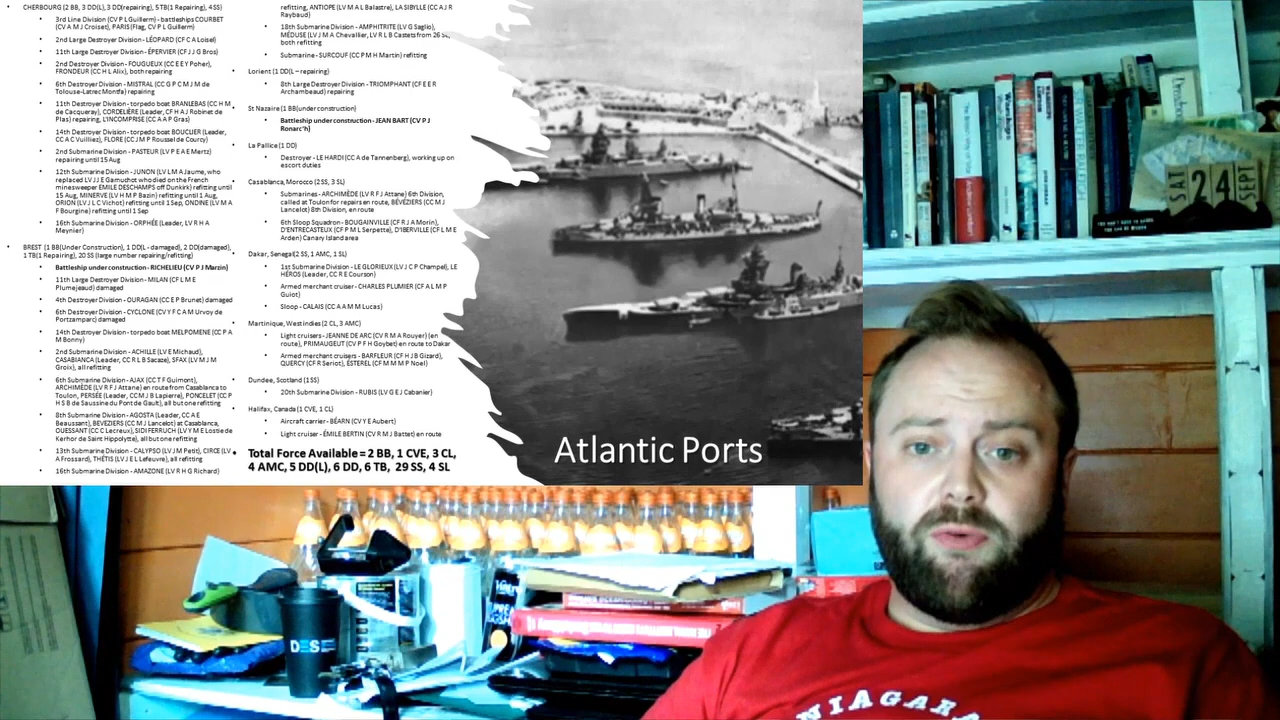 CHERBOURG (2 BB, 3 DD(L), 3 DD(repairing), 5 TB(1 Repairing), 4 SS)
3rd Line Division (CV P L Guillerm) - battleships COURBET
(CV A M J Croiset), PARIS (Flag, CV P L Guillerm)
2nd Large Destroyer Division - LÉOPARD (CF C A Loisel)
11th Large Destroyer Division - ÉPERVIER (CF J J G Bros)
2nd Destroyer Division - FOUGUEUX (CC E E Y Poher),
FRONDEUR (CC H L Alix), both repairing
6th Destroyer Division - MISTRAL (CC G P C M J M de
Tolouse-Latrec Montfa) repairing
11th Destroyer Division - torpedo boat BRANLEBAS (CC H M
de Cacqueray), CORDELIÈRE (Leader, CF H A J Robinet de
Plas) repairing, L'INCOMPRISE (CC A A P Gras)
14th Destroyer Division - torpedo boat BOUCLIER (Leader,
CC A C Vuilliez), FLORE (CC J M P Roussel de Courcy)
2nd Submarine Division - PASTEUR (LV P E A E Mertz)
repairing until 15 Aug
12th Submarine Division - JUNON (LV L M A Jaume, who
replaced LV J J E Gamuchot who died on the French
minesweeper EMILE DESCHAMPS off Dunkirk) refitting until
15 Aug, MINERVE (LV H M P Bazin) refitting until 1 Aug,
ORION (LV J L C Vichot) refitting until 1 Sep, ONDINE (LV M A
F Bourgine) refitting until 1 Sep
16th Submarine Division - ORPHÉE (Leader, LV R H A
Meynier)
BREST (1 BB(Under Construction), 1 DD(L - damaged), 2 DD(damaged),
1 TB(1 Repairing), 20 SS (large number repairing/refitting)
Battleship under construction - RICHELIEU (CV P J Marzin)
11th Large Destroyer Division - MILAN (CF L M E
Plumejeaud) damaged
4th Destroyer Division - OURAGAN (CC E P Brunet) damaged
6th Destroyer Division - CYCLONE (CV Y F C A M Urvoy de
Portzamparc) damaged
14th Destroyer Division - torpedo boat MELPOMENE (CC P A
M Bonny)
2nd Submarine Division - ACHILLE (LV E Michaud),
CASABIANCA (Leader, CC R L B Sacaze), SFAX (LV M J M
Groix), all refitting
6th Submarine Division - AJAX (CC T F Guimont),
ARCHIMÈDE (LV R F J Attane) en route from Casablanca to
Toulon, PERSÉE (Leader, CC M J B Lapierre), PONCELET (CC P
H S B de Saussine du Pont de Gault), all but one refitting
8th Submarine Division - AGOSTA (Leader, CC A E
Beaussant), BEVEZIERS (CC M J Lancelot) at Casablanca,
OUESSANT (CC C Lecreux), SIDI FERRUCH (LV Y M E Lostie de
Kerhor de Saint Hippolytte), all but one refitting
13th Submarine Division - CALYPSO (LV J M Petit), CIRCE (LV
A Frossard), THÉTIS (LV J E L Lefeuvre), all refitting
16th Submarine Division - AMAZONE (LV R H G Richard)
refitting, ANTIOPE (LV M A L Balastre), LA SIBYLLE (CC A J R
Raybaud)
18th Submarine Division - AMPHITRITE (LV G Saglio),
MÉDUSE (LV J M A Chevallier, LV R L B Castets from 26
both refitting
Submarine - SURCOUF (CC P M H Martin) refitting
Lorient (1 DD(L – repairing)
8th Large Destroyer Division - TRIOMPHANT (CF E E R
Archambeaud) repairing
St Nazaire (1 BB(under construction)
Battleship under construction - JEAN BART (CV P J
Ronarc'h)
La Pallice (1 DD)
Destroyer - LE HARDI (CC A de Tannenberg), working up on
escort duties
Casablanca, Morocco (2 SS, 3 SL)
Submarines - ARCHIMÈDE (LV R F J Attane) 6th Division,
called at Toulon for repairs en route, BÉVÉZIERS (CC M J
Lancelot) 8th Division, en route
6th Sloop Squadron - BOUGAINVILLE (CF R J A Morin),
D'ENTRECASTEUX (CF P M L Serpette), D'IBERVILLE (CF L M E
Arden) Canary Island area
Dakar, Senegal(2 SS, 1 AMC, 1 SL)
1st Submarine Division - LE GLORIEUX (LV J C P Champel), LE
HÉROS (Leader, CC R E Courson)
Armed merchant cruiser - CHARLES PLUMIER (CF A L M P
Guiot)
Sloop - CALAIS (CC A A M M Lucas)
Martinique, West indies (2 CL, 3 AMC)
Light cruisers - JEANNE DE ARC (CV R M A Rouyer) (en
route), PRIMAUGUET (CV P F H Goybet) en route to Dakar
Armed merchant cruisers - BARFLEUR (CF H J B Gizard),
QUERCY (CF R Seriot), ÉSTEREL (CF M M M P Noel)
Dundee, Scotland (1 SS)
20th Submarine Division - RUBIS (LV G E J Cabanier)
Halifax, Canada (1 CVE, 1 CL)
Aircraft carrier - BÉARN (CV Y E Aubert)
Light cruiser - ÉMILE BERTIN (CV R M J Battet) en route
Total Force Available = 2 BB, 1 CVE, 3 CL,
4 AMC, 5 DD(L), 6 DD, 6 TB, 29 SS, 4 SL
Atlantic Ports
SAT 24 SEPT
DES
NIAGARA